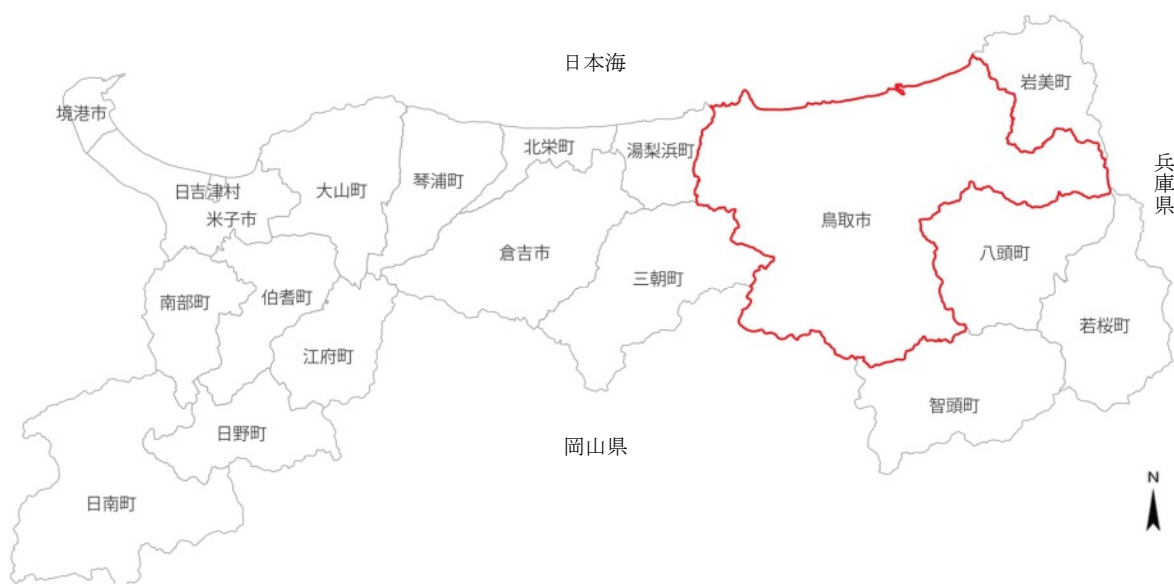 日本海
岩美町
境港市
兵庫県
北栄町
湯梨浜町
日吉津村
大山町
琴浦町
米子市
鳥取市
倉吉市
三朝町
八頭町
南部町
伯耆町
若桜町
江府町
智頭町
日野町
岡山県
N
日南町